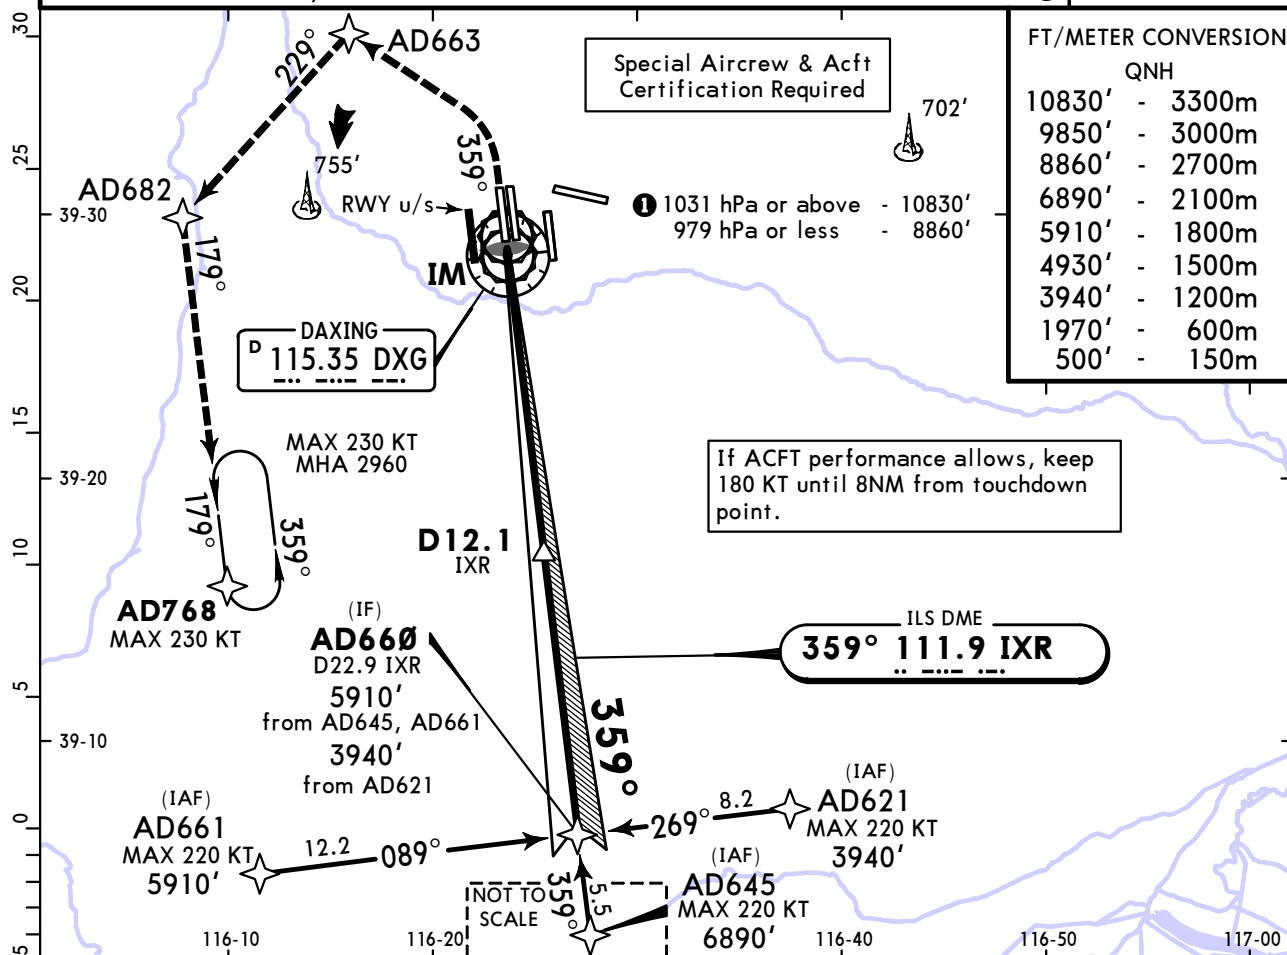 30
25
20
15
10
5
0
5
39-30
39-20
39-10
116-10
116-20
116-40
116-50
117-00
AD663
229°
359°
Special Aircrew & Acft
Certification Required
702'
755'
AD682
179°
RWY u/s
IM
❶ 1031 hPa or above - 10830'
979 hPa or less - 8860'
FT/METER CONVERSION
QNH
10830' - 3300m
9850' - 3000m
8860' - 2700m
6890' - 2100m
5910' - 1800m
4930' - 1500m
3940' - 1200m
1970' - 600m
500' - 150m
DAXING
D 115.35 DXG
MAX 230 KT
MHA 2960
If ACFT performance allows, keep
180 KT until 8NM from touchdown
point.
179°
359°
D12.1
IXR
AD768
MAX 230 KT
(IF)
AD660
D22.9 IXR
5910'
from AD645, AD661
3940'
from AD621
ILS DME
359° 111.9 IXR
359°
(IAF)
AD661
MAX 220 KT
5910'
12.2
089°
269°
8.2
(IAF)
AD621
MAX 220 KT
3940'
NOT TO
SCALE
359°
5.5
(IAF)
AD645
MAX 220 KT
6890'